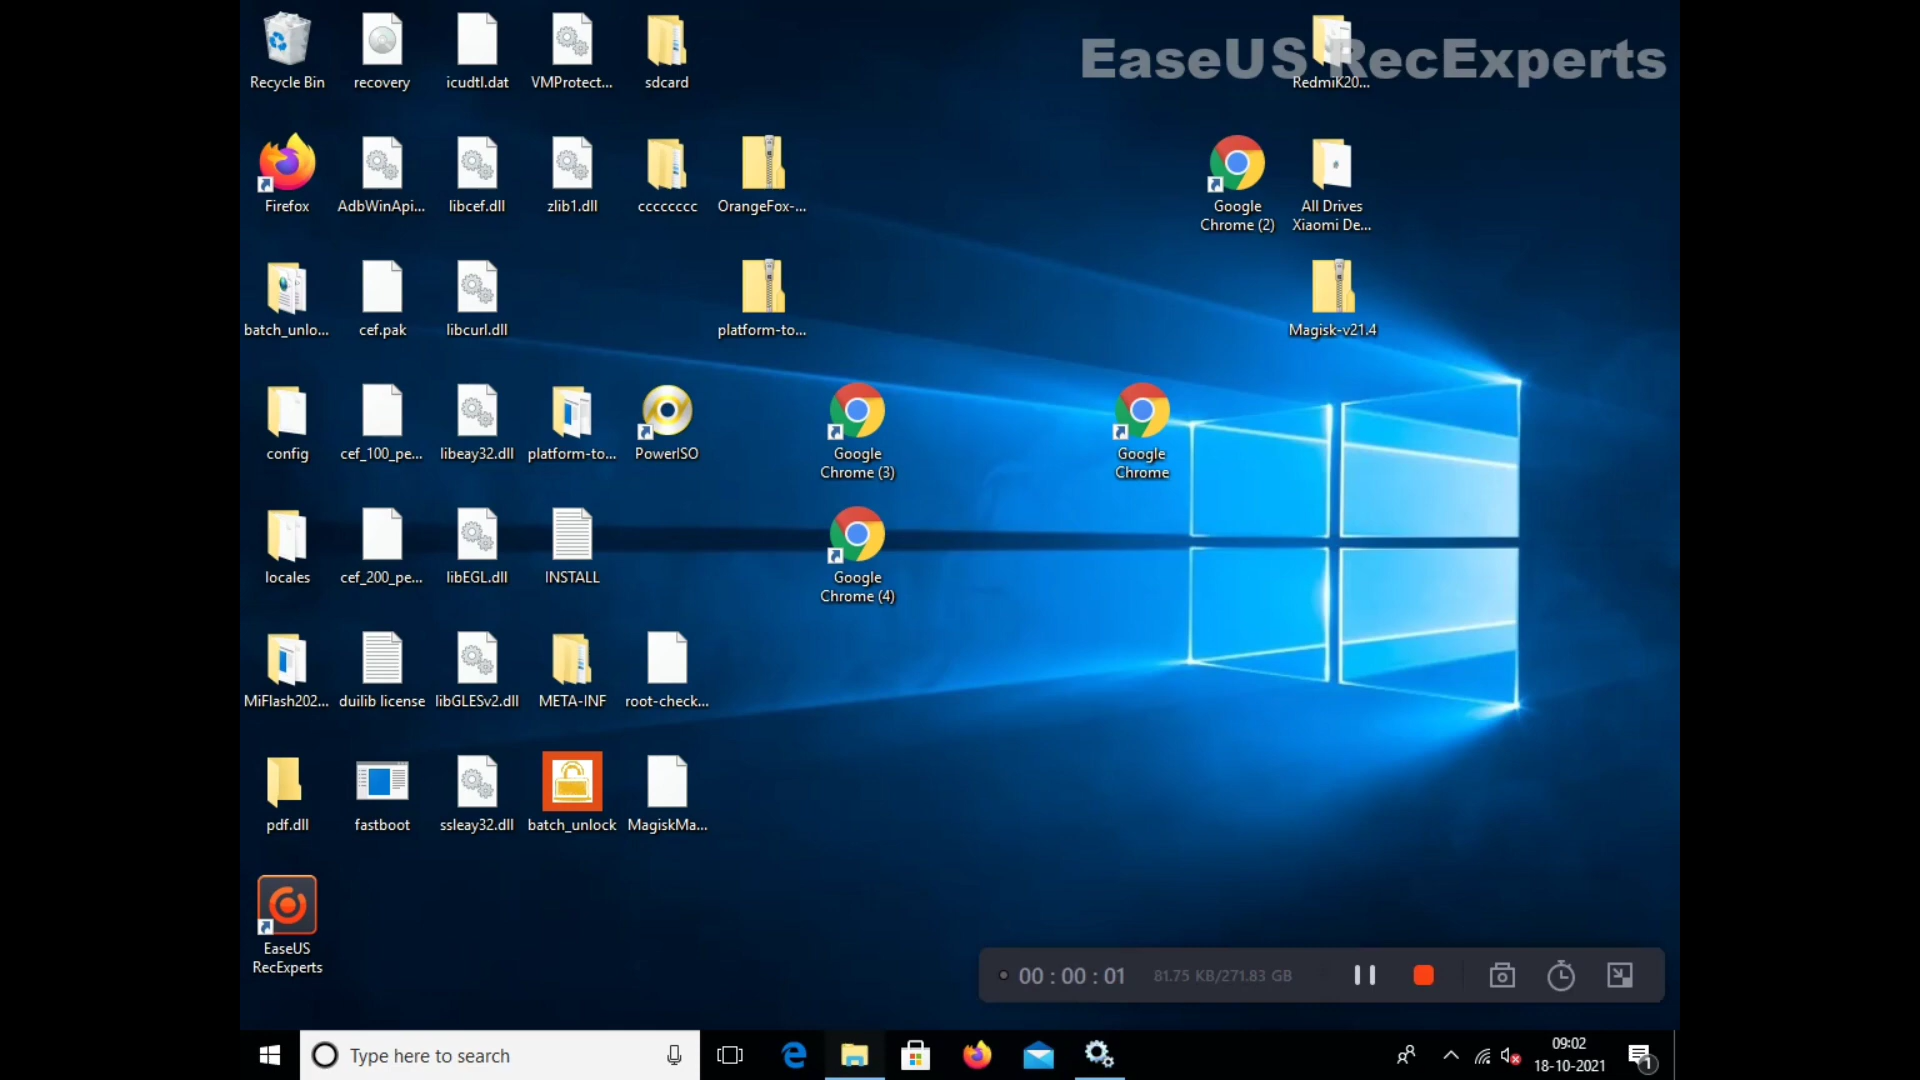 EaseUS RecExperts
Recycle Bin
recovery
icudtl.dat
VMProtect...
sdcard
RedmiK20...
Firefox
AdbWinApi...
libcef.dll
zlib1.dll
cccccccc
OrangeFox-...
Google
Chrome (2)
All Drives
Xiaomi De...
batch_unlo...
cef.pak
libcurl.dll
platform-to...
Magisk-v21.4
config
cef_100_pe...
libeay32.dll
platform-to...
PowerISO
Google
Chrome (3)
Google
Chrome
locales
cef_200_pe...
libEGL.dll
INSTALL
Google
Chrome (4)
MiFlash202...
duilib license
libGLESv2.dll
META-INF
root-check...
pdf.dll
fastboot
ssleay32.dll
batch_unlock
MagiskMa...
EaseUS
RecExperts
00 : 00 : 01
81.75 KB/271.83 GB
Type here to search
09:02
18-10-2021
1